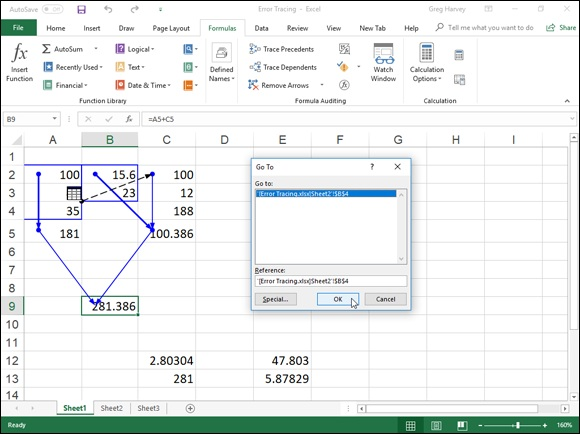 AutoSave Off Error Tracing - Excel Greg Harvey
File Home Insert Draw Page Layout Formulas Data Review View Tell me what you want to do
fx Insert Function
Σ AutoSum Logical
Recently Used Text
Financial Date & Time
Function Library
Defined Names
Trace Precedents
Trace Dependents
Remove Arrows
Formula Auditing
Watch Window
Calculation Options
Calculation
B9 fx =A5+C5
A B C D E F G H I
1
2 100 15.6 100
3 23 12
4 35 188
5 181 100.386
6
7
8
9 281.386
10
11
12 2.80304 47.803
13 281 5.87829
14
Go To ? ×
Go to:
'[Error Tracing.xlsx]Sheet2'!$B$4
Reference:
'[Error Tracing.xlsx]Sheet2'!$B$4
Special... OK Cancel
Sheet1 Sheet2 Sheet3
Ready 160%